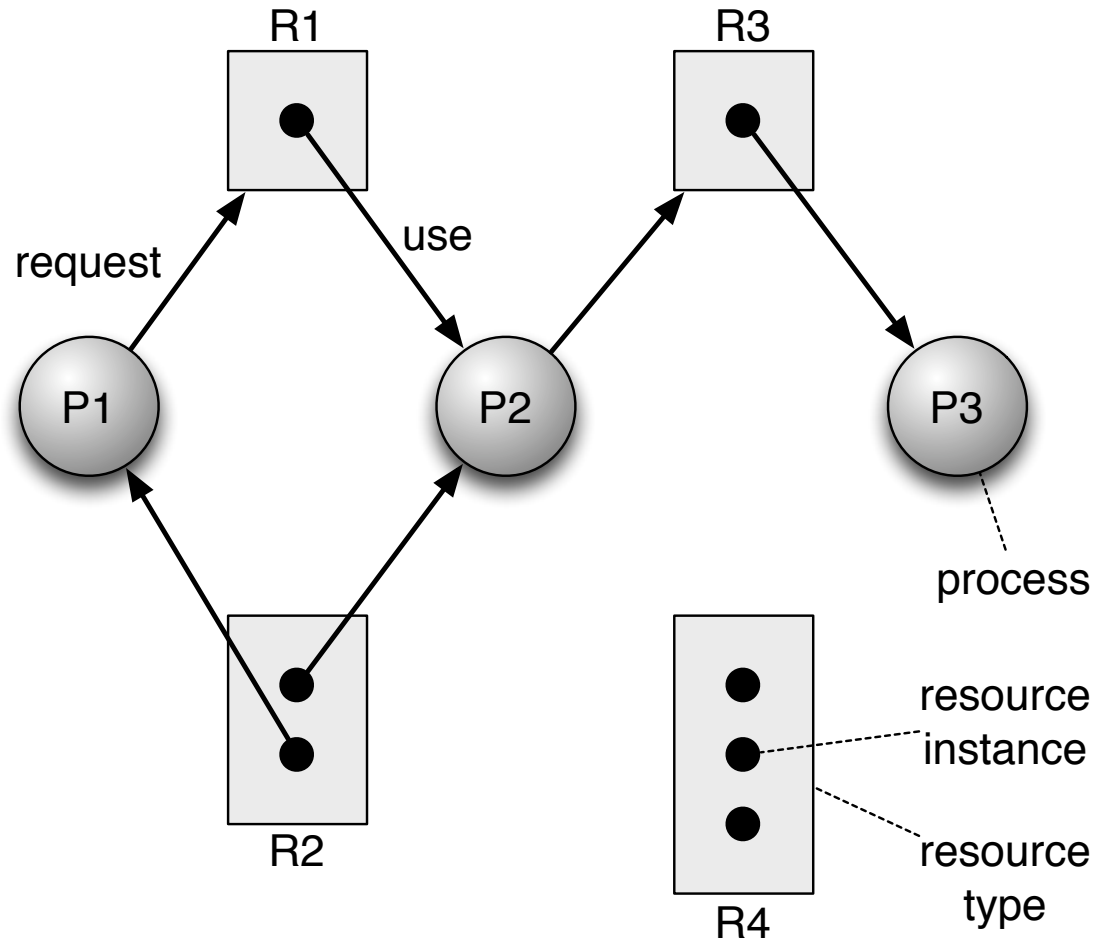 R1
R3
request
use
P1
P2
P3
process
resource
instance
R2
resource
type
R4